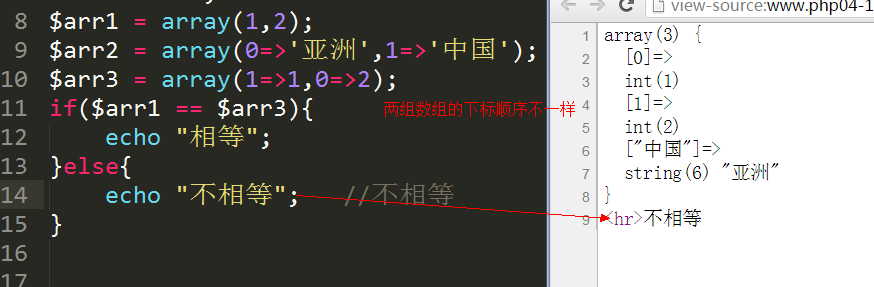 8 $arr1 = array(1,2);
9 $arr2 = array(0=>'亚洲',1=>'中国');
10 $arr3 = array(1=>1,0=>2);
11 if($arr1 == $arr3){
两组数组的下标顺序不一样
12 echo "相等";
13 }else{
14 echo "不相等"; //不相等
15 }
16
17
view-source:www.php04-1
1 array(3) {
2 [0]=>
3 int(1)
4 [1]=>
5 int(2)
6 ["中国"]=>
7 string(6) "亚洲"
8 }
9 <hr>不相等